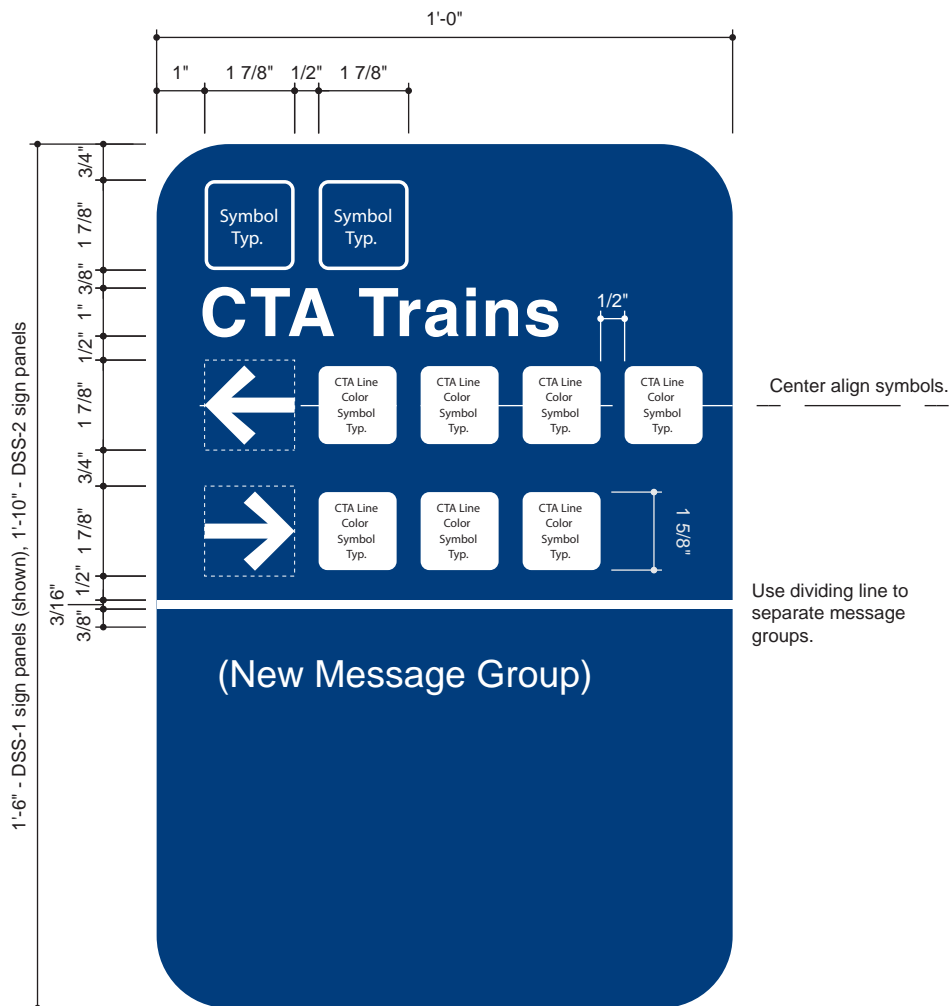 1'-0"
1" 1 7/8" 1/2" 1 7/8"
3/4"
1 7/8"
3/8"
1"
1/2"
1 7/8"
3/4"
1 7/8"
1/2"
3/16"
3/8"
1'-6" - DSS-1 sign panels (shown), 1'-10" - DSS-2 sign panels
Symbol
Typ.
Symbol
Typ.
CTA Trains
1/2"
CTA Line
Color
Symbol
Typ.
CTA Line
Color
Symbol
Typ.
CTA Line
Color
Symbol
Typ.
CTA Line
Color
Symbol
Typ.
Center align symbols.
CTA Line
Color
Symbol
Typ.
CTA Line
Color
Symbol
Typ.
CTA Line
Color
Symbol
Typ.
1 5/8"
Use dividing line to
separate message
groups.
(New Message Group)